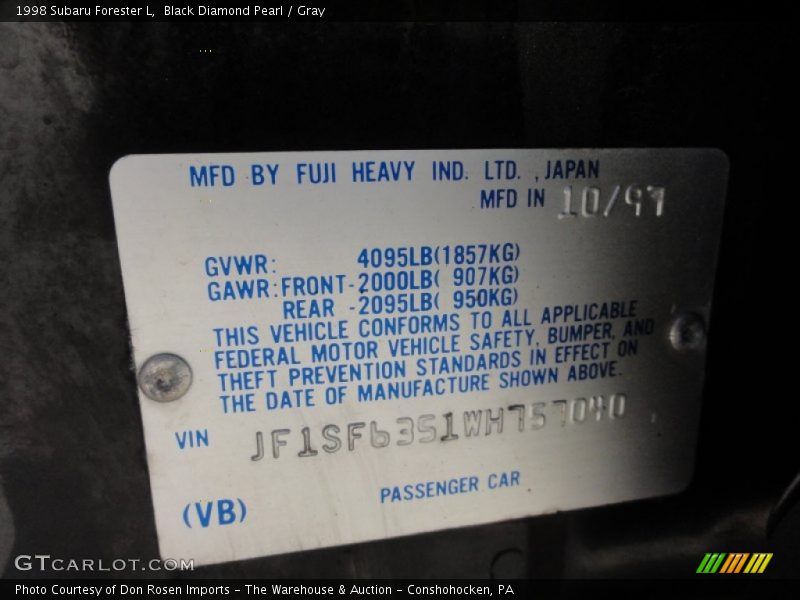 1998 Subaru Forester L,  Black Diamond Pearl / Gray
MFD BY FUJI HEAVY IND. LTD. , JAPAN
MFD IN 10/97
GVWR: 4095LB(1857KG)
GAWR:FRONT-2000LB( 907KG)
REAR -2095LB( 950KG)
THIS VEHICLE CONFORMS TO ALL APPLICABLE
FEDERAL MOTOR VEHICLE SAFETY, BUMPER, AND
THEFT PREVENTION STANDARDS IN EFFECT ON
THE DATE OF MANUFACTURE SHOWN ABOVE.
VIN JF1SF6351WH757040
PASSENGER CAR
(VB)
GTCARLOT.COM
Photo Courtesy of Don Rosen Imports – The Warehouse & Auction – Conshohocken, PA